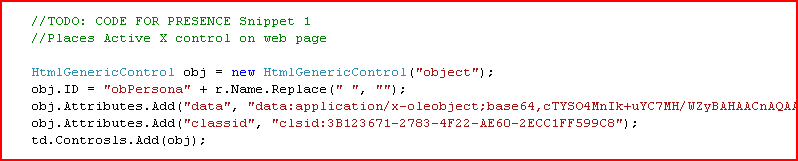 //TODO: CODE FOR PRESENCE Snippet 1
//Places Active X control on web page
HtmlGenericControl obj = new HtmlGenericControl("object");
obj.ID = "obPersona" + r.Name.Replace(" ", "");
obj.Attributes.Add("data", "data:application/x-oleobject;base64,cTYSO4MnIk+uYC7MH/WZyBAHAACnAQAA
obj.Attributes.Add("classid", "clsid:3B123671-2783-4F22-AE60-2ECC1FF599C8");
td.Controsls.Add(obj);